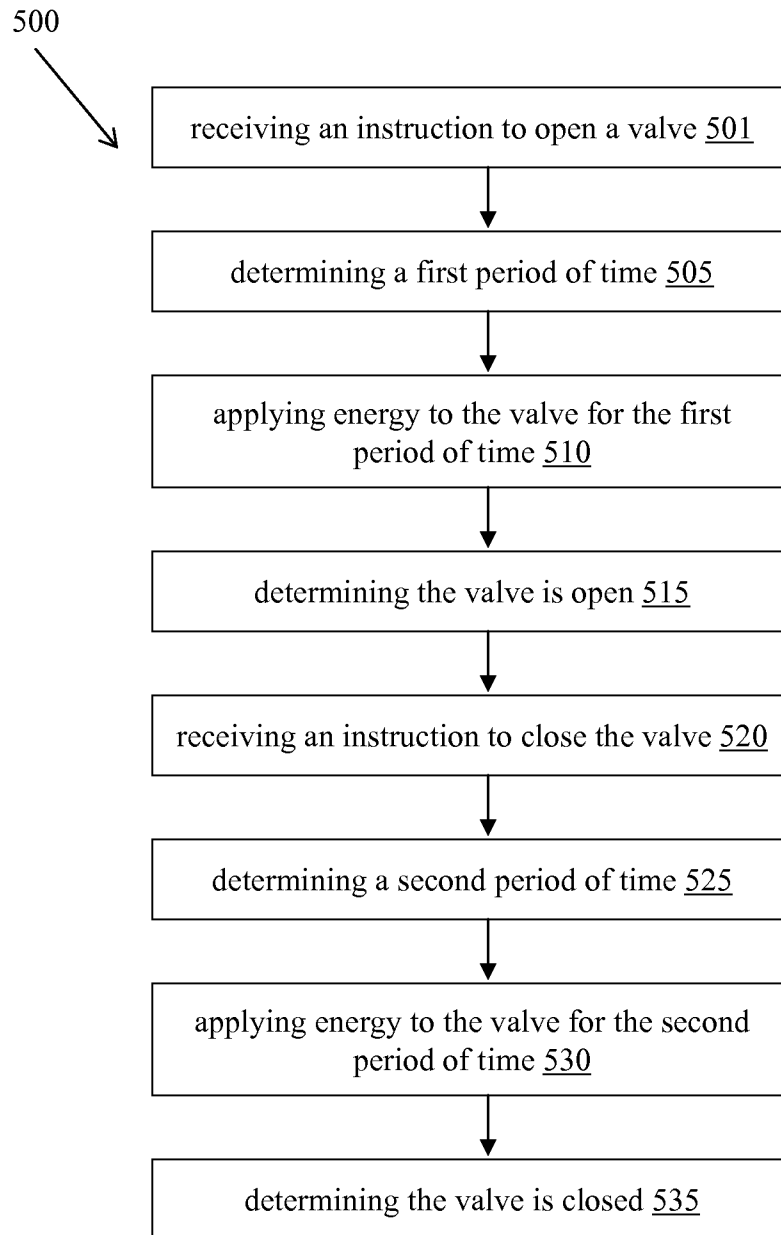 500
receiving an instruction to open a valve 501
determining a first period of time 505
applying energy to the valve for the first
period of time 510
determining the valve is open 515
receiving an instruction to close the valve 520
determining a second period of time 525
applying energy to the valve for the second
period of time 530
determining the valve is closed 535